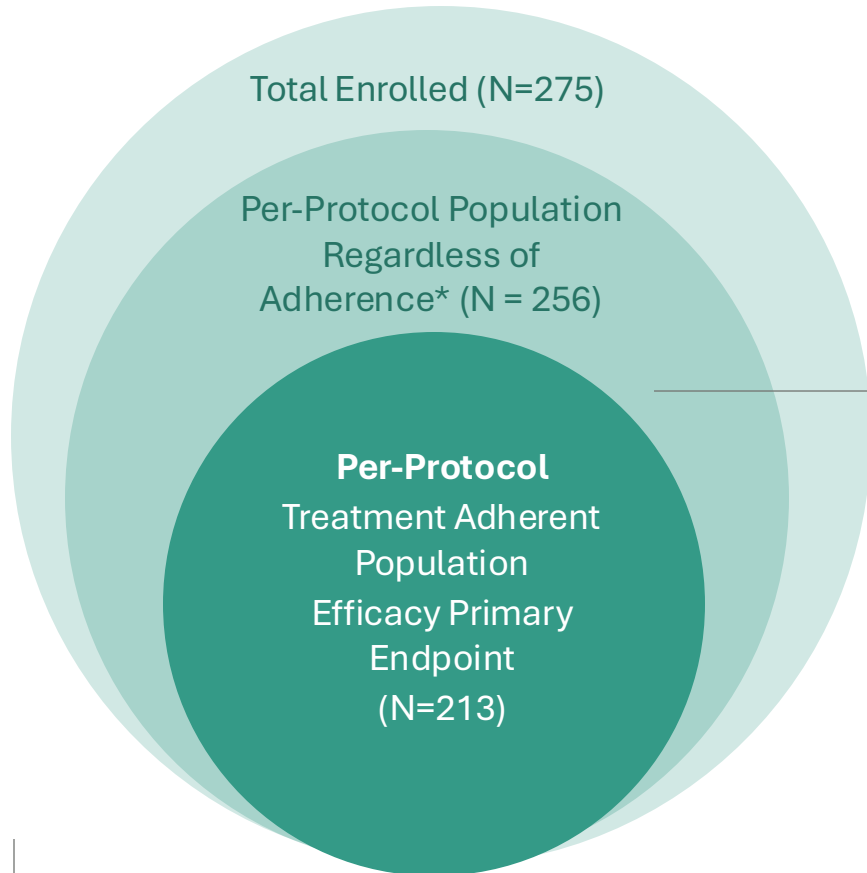 Total Enrolled (N=275)
Per-Protocol Population
Regardless of
Adherence* (N = 256)
Per-Protocol
Treatment Adherent
Population
Efficacy Primary
Endpoint
(N=213)